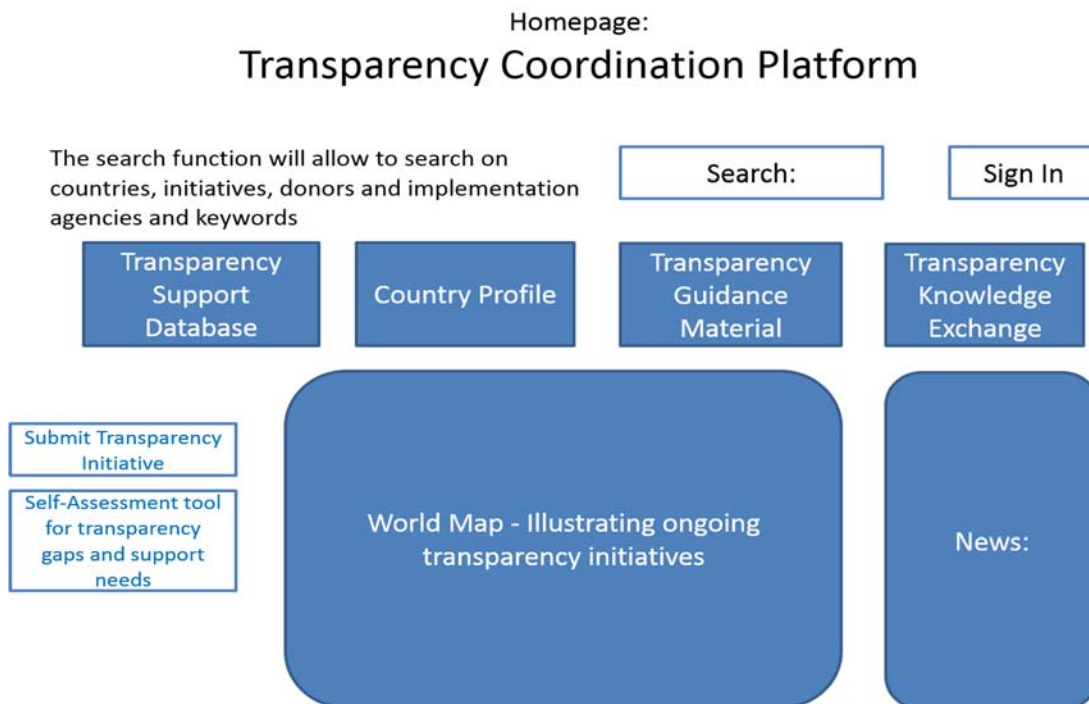 Homepage:
Transparency Coordination Platform
The search function will allow to search on
countries, initiatives, donors and implementation
agencies and keywords
Search:
Sign In
Transparency
Support
Database
Country Profile
Transparency
Guidance
Material
Transparency
Knowledge
Exchange
Submit Transparency
Initiative
Self-Assessment tool
for transparency
gaps and support
needs
World Map - Illustrating ongoing
transparency initiatives
News: